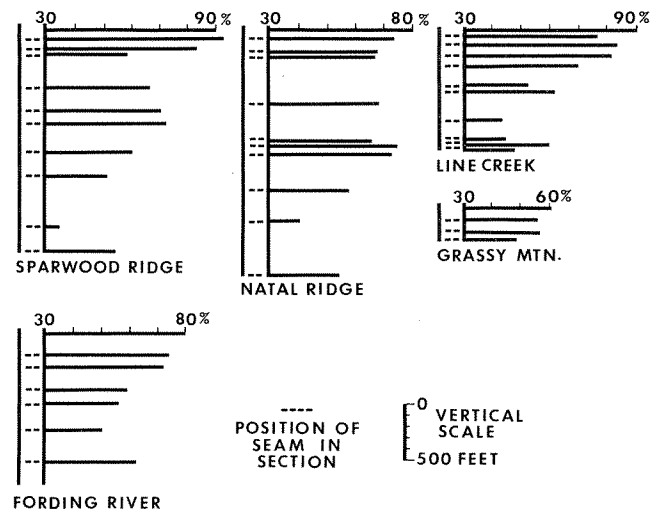 30 90%
30 80%
30 90%
SPARWOOD RIDGE
NATAL RIDGE
LINE CREEK
30 60%
GRASSY MTN.
30 80%
FORDING RIVER
POSITION OF
SEAM IN
SECTION
0
VERTICAL
SCALE
500 FEET